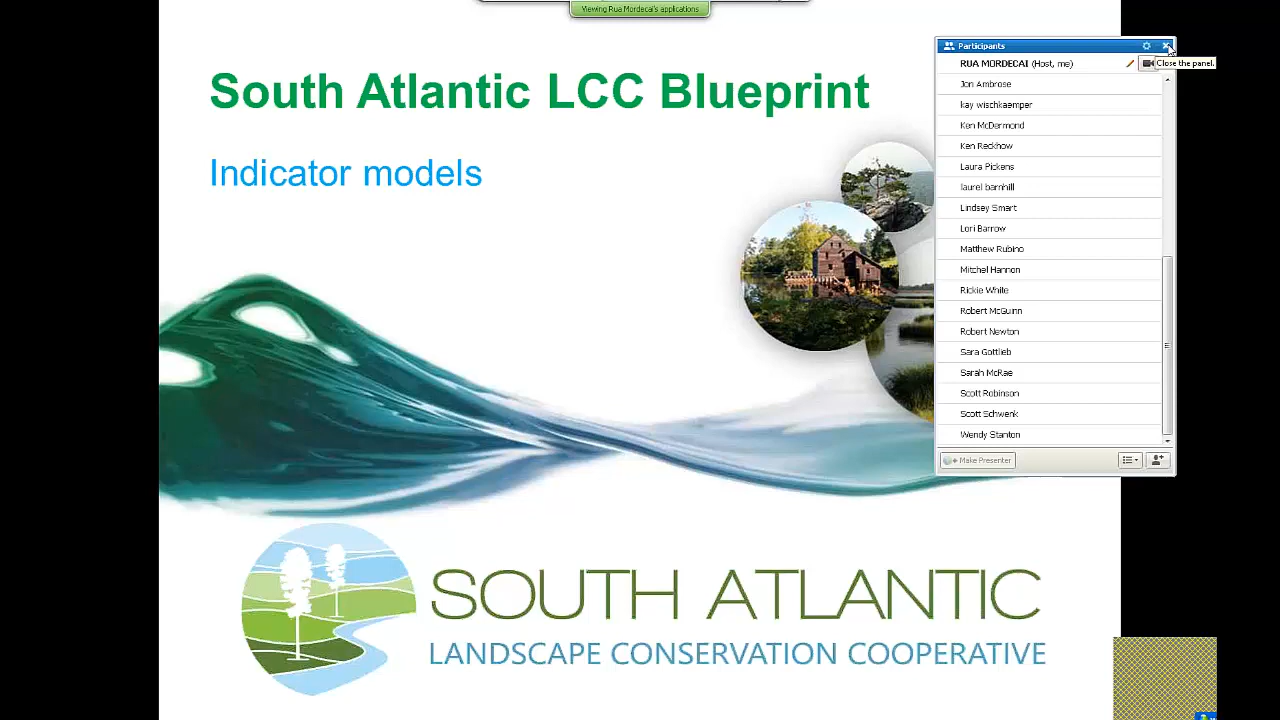 Viewing Rua Mordecai's applications
South Atlantic LCC Blueprint
Indicator models
Participants
RUA MORDECAI (Host, me)
Close the panel.
Jon Ambrose
kay wischkaemper
Ken McDermond
Ken Reckhow
Laura Pickens
laurel barnhill
Lindsey Smart
Lori Barrow
Matthew Rubino
Mitchel Hannon
Rickie White
Robert McGuinn
Robert Newton
Sara Gottlieb
Sarah McRae
Scott Robinson
Scott Schwenk
Wendy Stanton
Make Presenter
SOUTH ATLANTIC
LANDSCAPE CONSERVATION COOPERATIVE